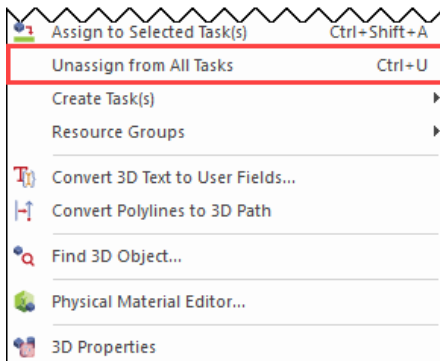 Assign to Selected Task(s) Ctrl+Shift+A
Unassign from All Tasks Ctrl+U
Create Task(s)
Resource Groups
Convert 3D Text to User Fields...
Convert Polylines to 3D Path
Find 3D Object...
Physical Material Editor...
3D Properties